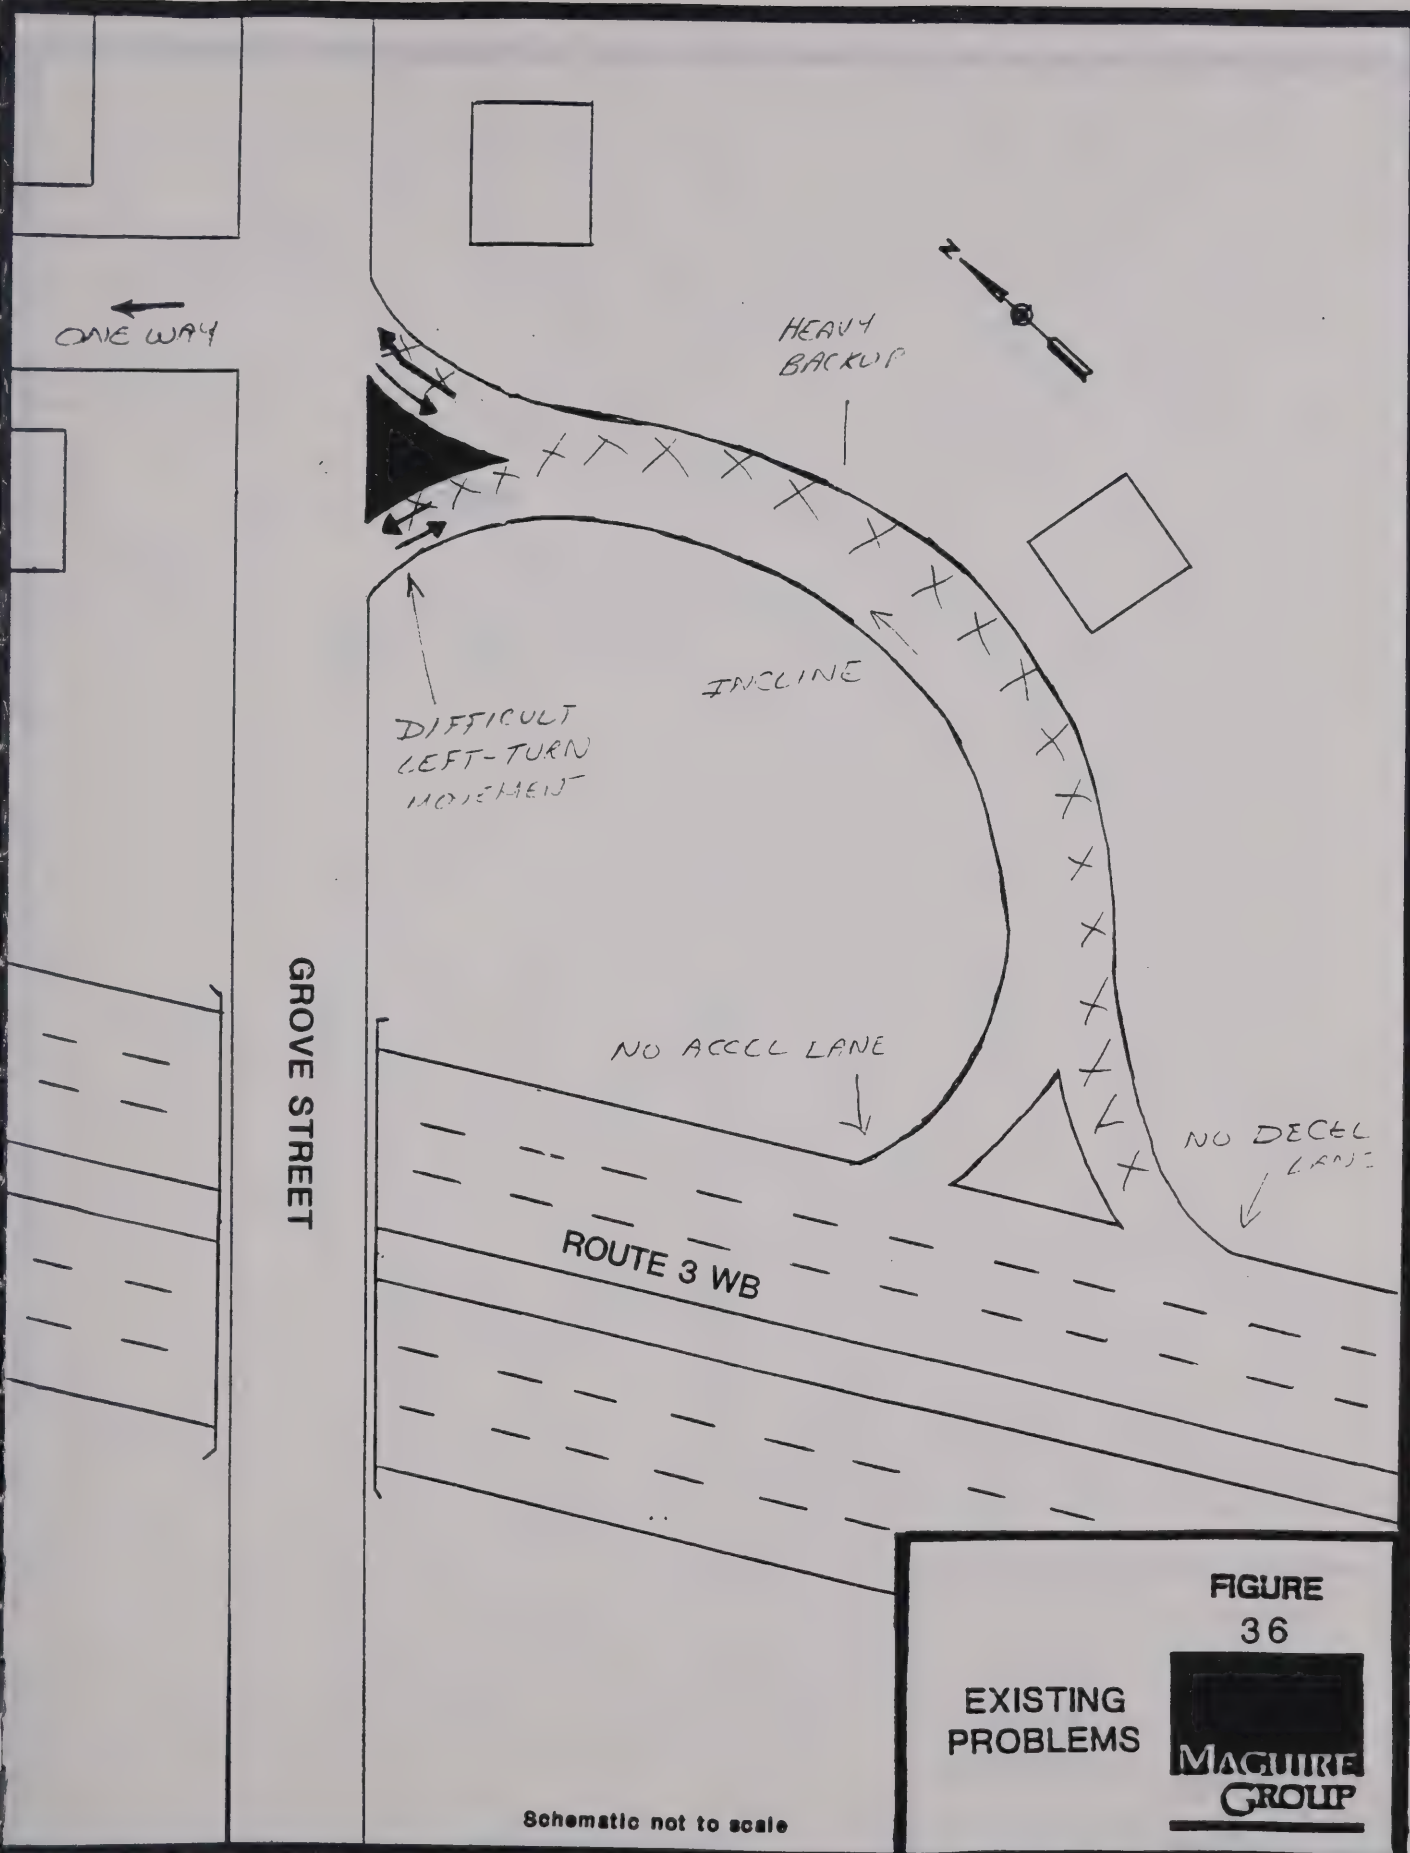 N
ONE WAY
HEAVY
BACKUP
INCLINE
DIFFICULT
LEFT-TURN
MOVEMENT
GROVE STREET
NO ACCEL LANE
NO DECEL
LANE
ROUTE 3 WB
FIGURE
36
EXISTING
PROBLEMS
MAGUIRE
GROUP
Schematic not to scale